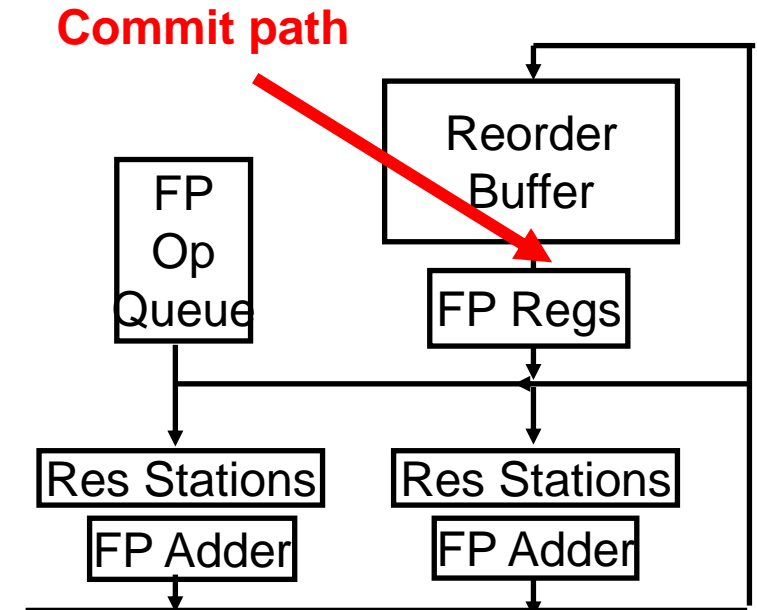 Commit path
Reorder
Buffer
FP
Op
Queue
FP Regs
Res Stations
Res Stations
FP Adder
FP Adder